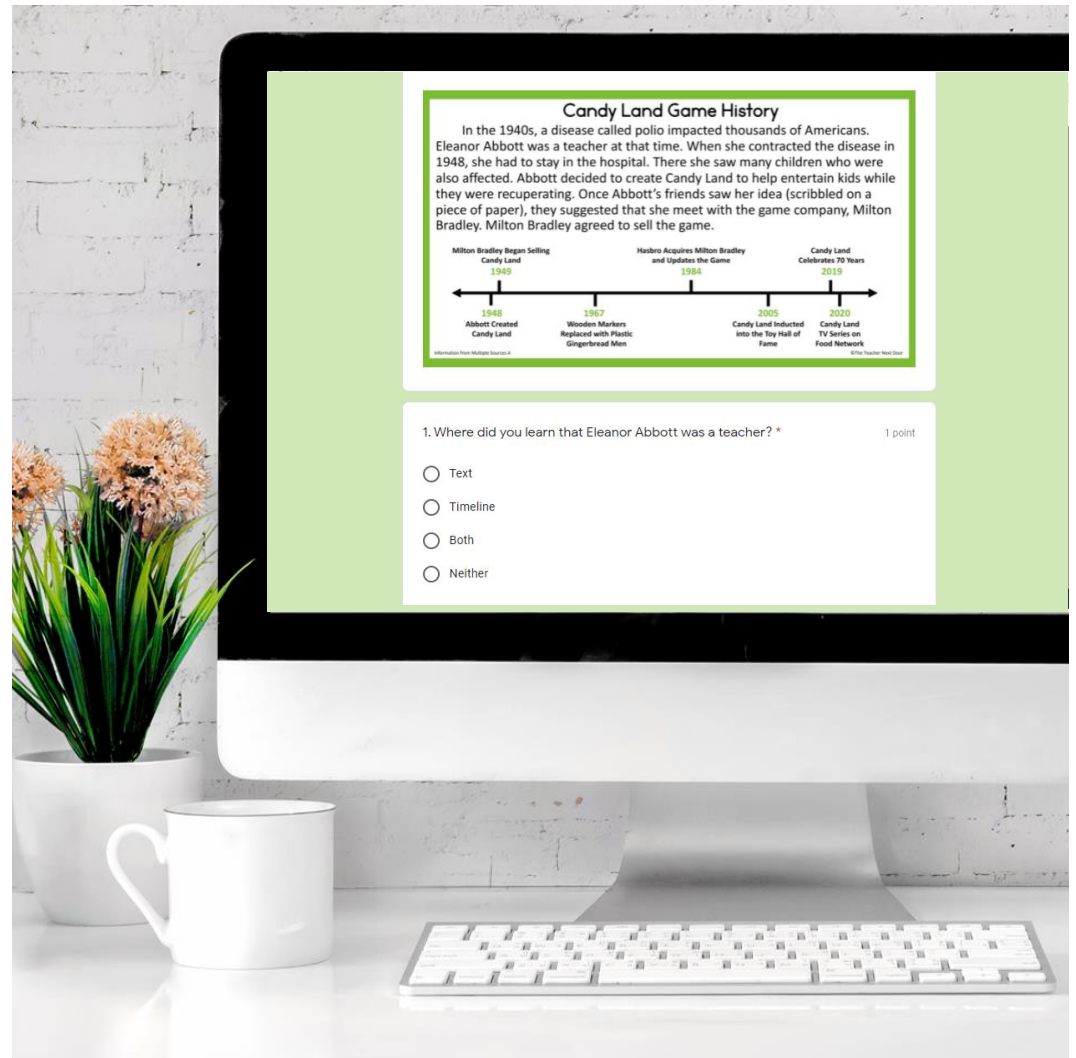 Candy Land Game History
In the 1940s, a disease called polio impacted thousands of Americans.
Eleanor Abbott was a teacher at that time. When she contracted the disease in
1948, she had to stay in the hospital. There she saw many children who were
also affected. Abbott decided to create Candy Land to help entertain kids while
they were recuperating. Once Abbott's friends saw her idea (scribbled on a
piece of paper), they suggested that she meet with the game company, Milton
Bradley. Milton Bradley agreed to sell the game.
Milton Bradley Began Selling
Candy Land
1949
Hasbro Acquires Milton Bradley
and Updates the Game
1984
Candy Land
Celebrates 70 Years
2019
1948
Abbott Created
Candy Land
1967
Wooden Markers
Replaced with Plastic
Gingerbread Men
2005
Candy Land Inducted
into the Toy Hall of
Fame
2020
Candy Land
TV Series on
Food Network
Information from Multiple Sources A
©The Teacher Next Door
1. Where did you learn that Eleanor Abbott was a teacher? *
1 point
Text
Timeline
Both
Neither